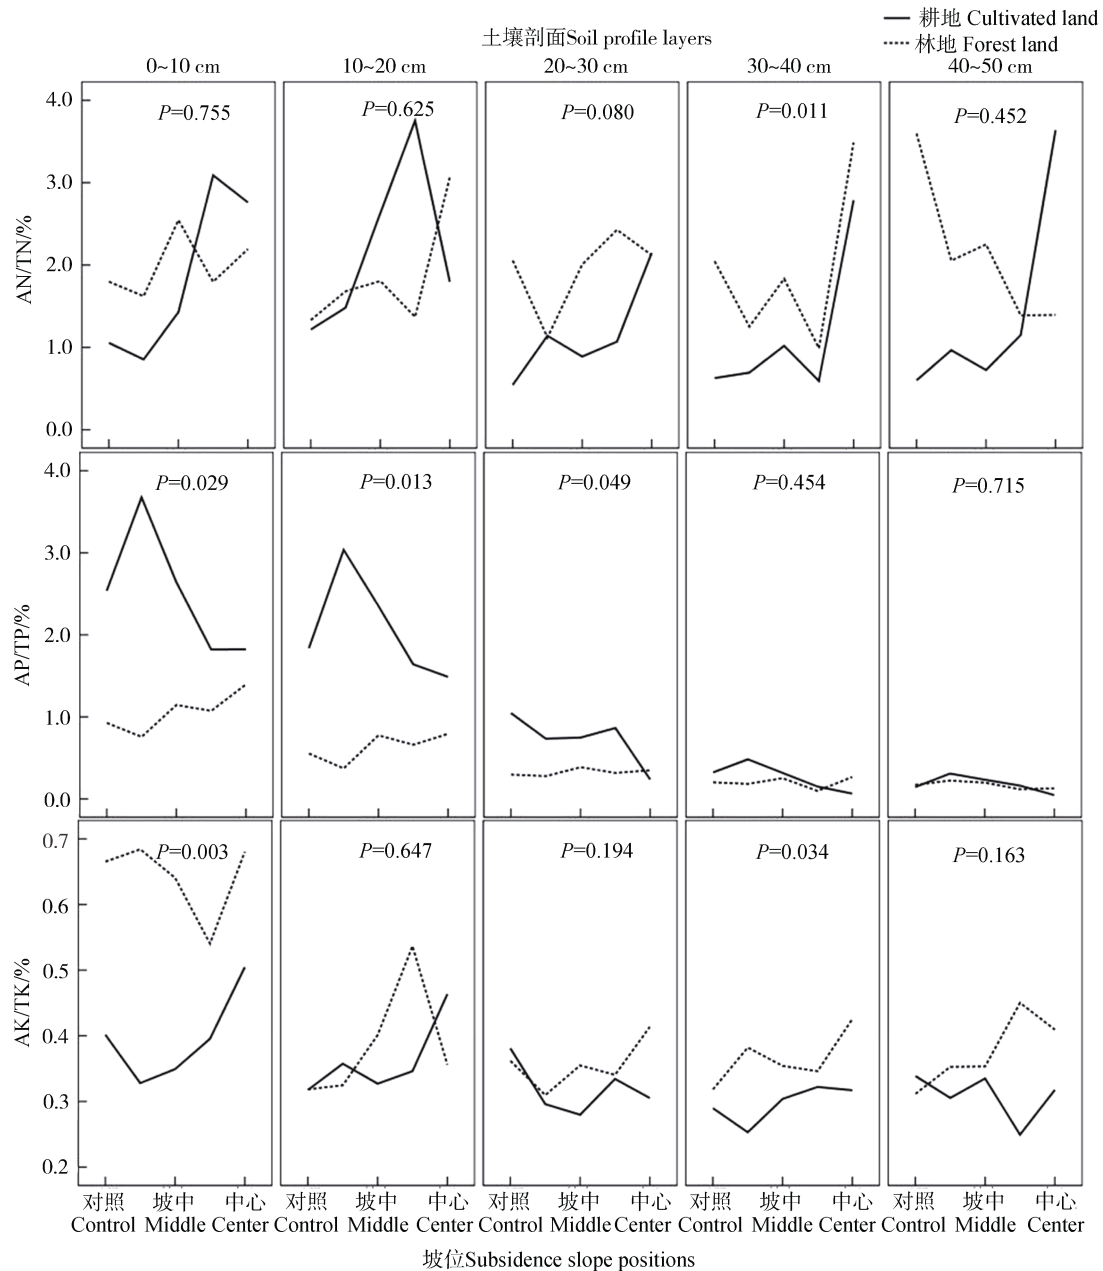 耕地 Cultivated land
林地 Forest land
土壤剖面Soil profile layers
0~10 cm 10~20 cm 20~30 cm 30~40 cm 40~50 cm
AN/TN/%
4.0
3.0
2.0
1.0
0.0
P=0.755 P=0.625 P=0.080 P=0.011 P=0.452
AP/TP/%
4.0
3.0
2.0
1.0
0.0
P=0.029 P=0.013 P=0.049 P=0.454 P=0.715
AK/TK/%
0.7
0.6
0.5
0.4
0.3
0.2
P=0.003 P=0.647 P=0.194 P=0.034 P=0.163
对照 坡中 中心 对照 坡中 中心 对照 坡中 中心 对照 坡中 中心 对照 坡中 中心
Control Middle Center Control Middle Center Control Middle Center Control Middle Center Control Middle Center
坡位Subsidence slope positions